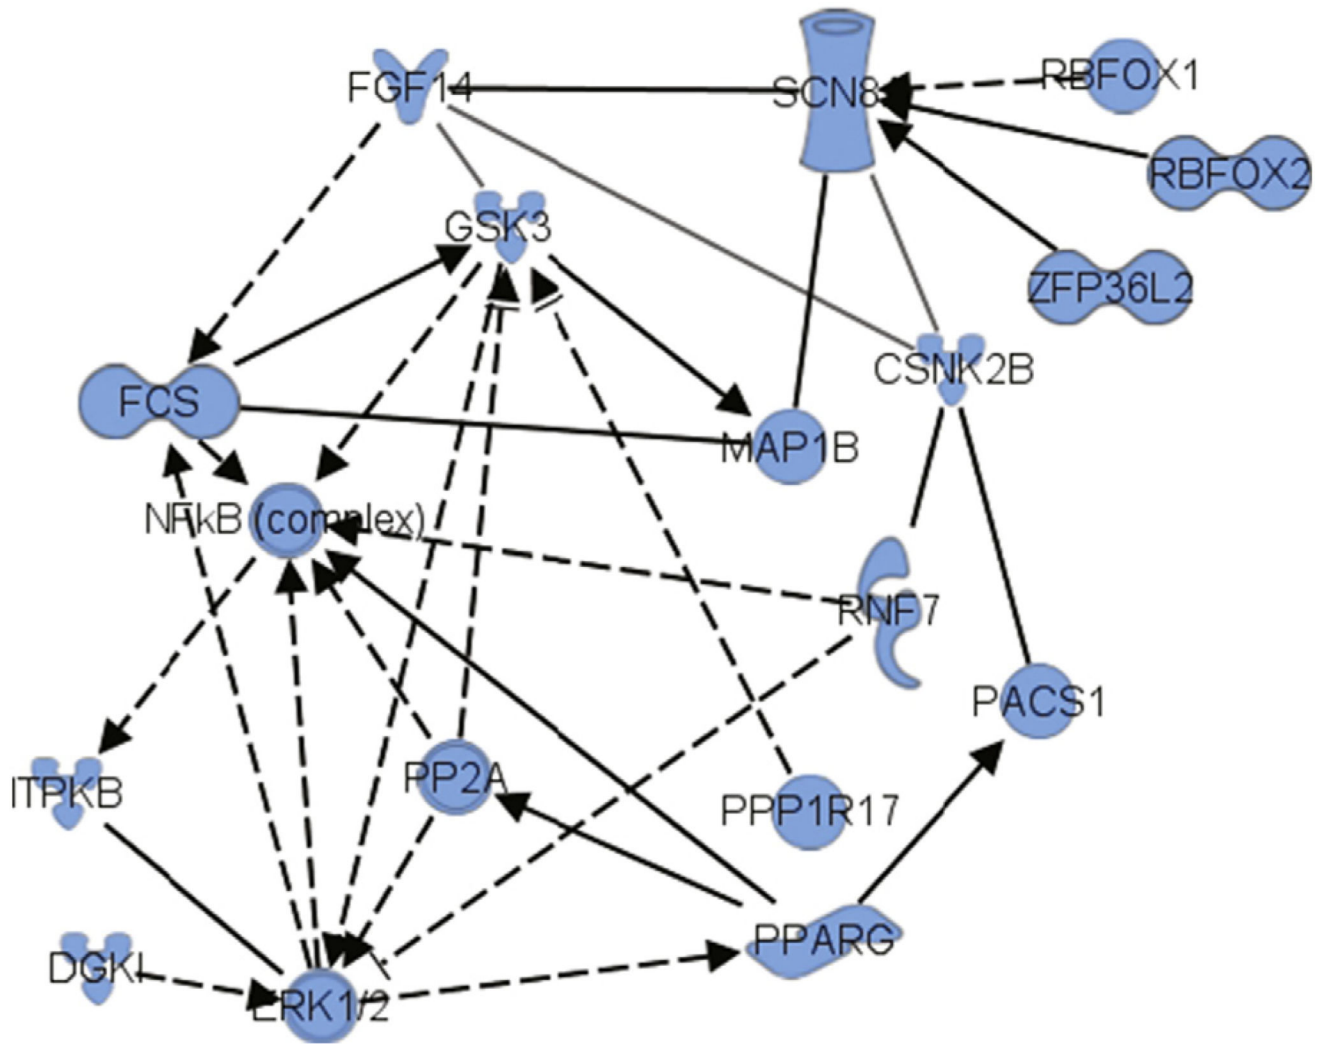 FGF14
SCN8
RBFOX1
RBFOX2
GSK3
ZFP36L2
CSNK2B
FCS
MAP1B
NFkB (complex)
RNF7
PACS1
ITPKB
PP2A
PPP1R17
PPARG
DGKI
ERK1/2